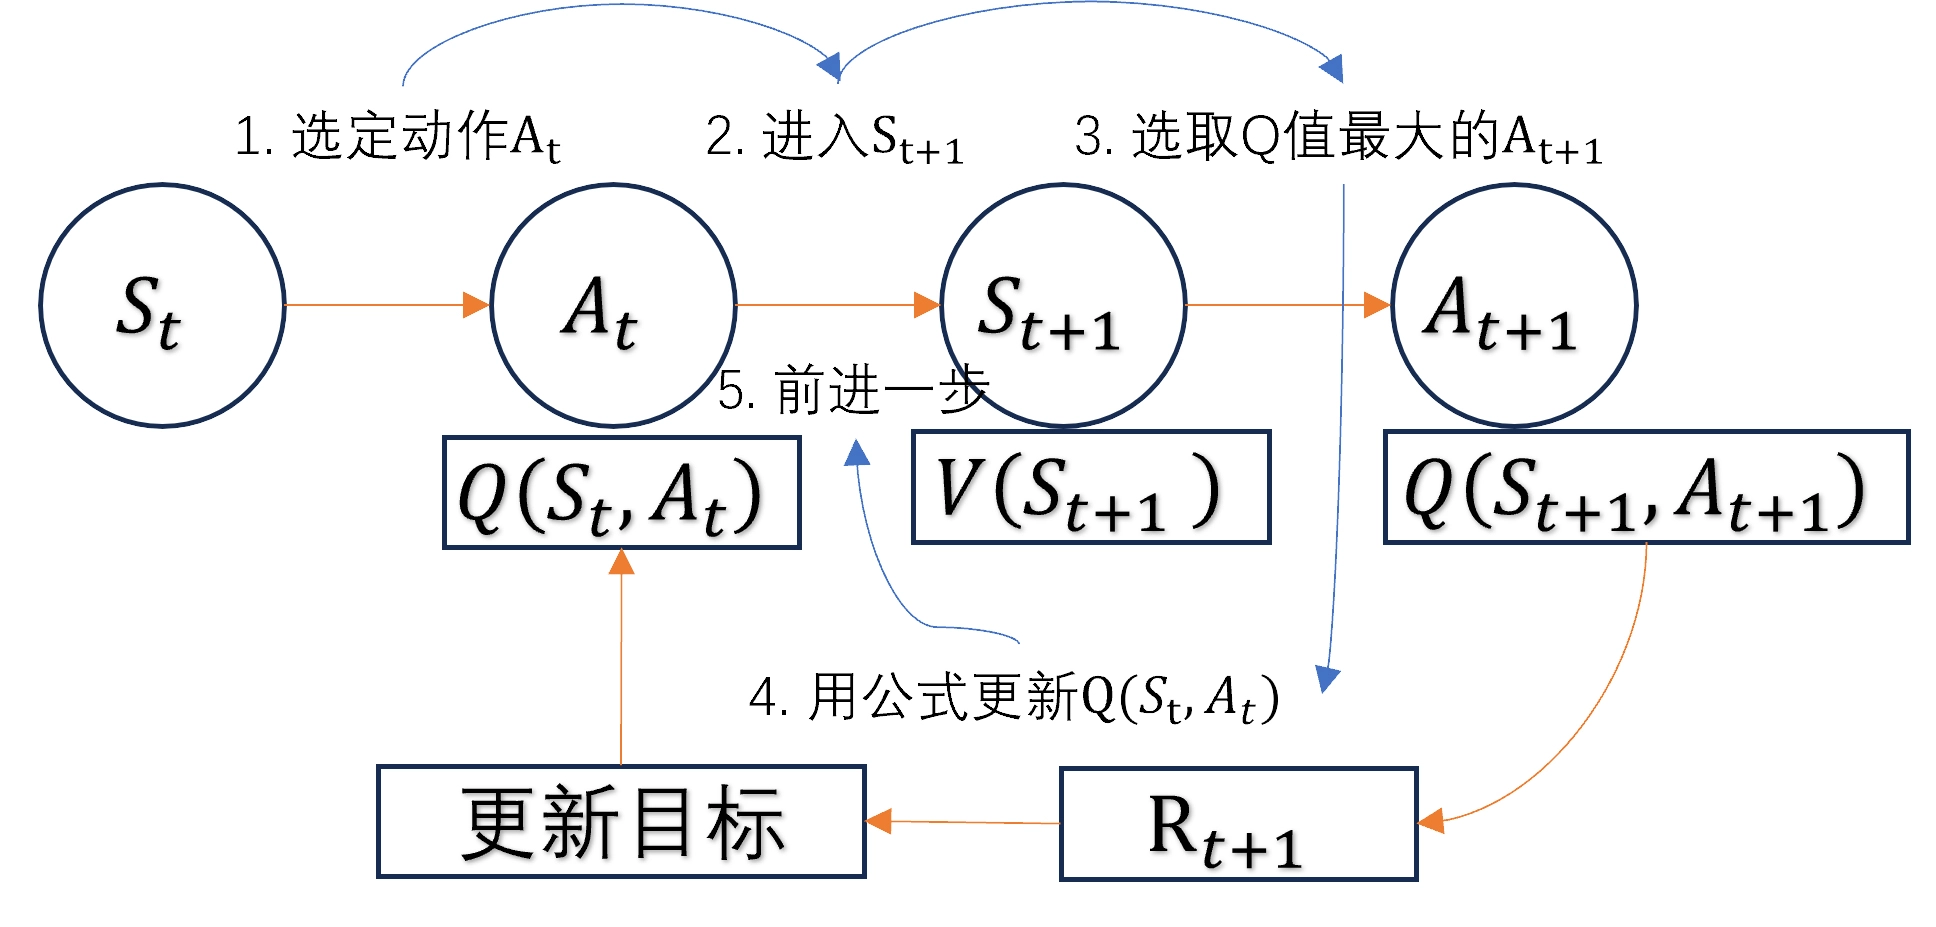 1. 选定动作Aₜ
2. 进入Sₜ₊₁
3. 选取Q值最大的Aₜ₊₁
Sₜ
Aₜ
Sₜ₊₁
Aₜ₊₁
5. 前进一步
Q(Sₜ, Aₜ)
V(Sₜ₊₁ )
Q(Sₜ₊₁, Aₜ₊₁)
4. 用公式更新Q(Sₜ, Aₜ)
更新目标
Rₜ₊₁